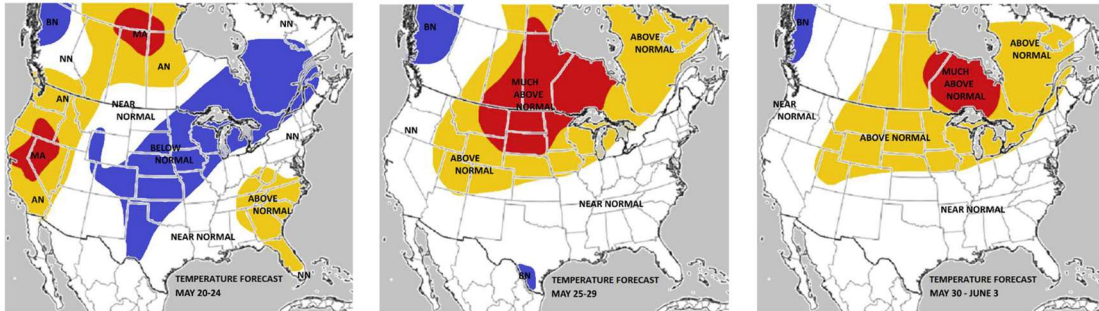 BN
NN
MA
NN
AN
AN
NEAR
NORMAL
NN
MA
BELOW
NORMAL
AN
ABOVE
NORMAL
NEAR NORMAL
NN
TEMPERATURE FORECAST
MAY 20-24
BN
ABOVE
NORMAL
MUCH
ABOVE
NORMAL
NN
ABOVE
NORMAL
NEAR NORMAL
BN
TEMPERATURE FORECAST
MAY 25-29
BN
ABOVE
NORMAL
MUCH
ABOVE
NORMAL
NEAR
NORMAL
ABOVE NORMAL
NEAR NORMAL
TEMPERATURE FORECAST
MAY 30 - JUNE 3